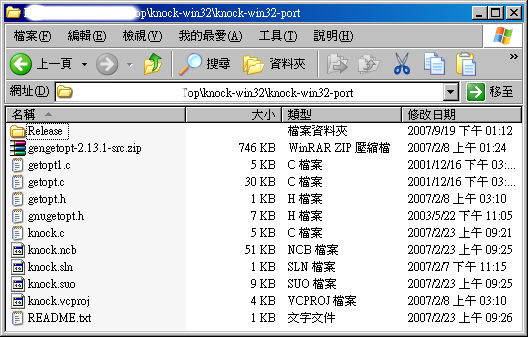 Top\knock-win32\knock-win32-port
檔案(F) 編輯(E) 檢視(V) 我的最愛(A) 工具(T) 說明(H)
上一頁 搜尋 資料夾
網址(D) Top\knock-win32\knock-win32-port 移至
名稱 大小 類型 修改日期
Release 檔案資料夾 2007/9/19 下午 01:12
gengetopt-2.13.1-src.zip 746 KB WinRAR ZIP 壓縮檔 2007/2/8 上午 01:24
getopt1.c 5 KB C 檔案 2001/12/16 下午 03:...
getopt.c 30 KB C 檔案 2001/12/16 下午 03:...
getopt.h 1 KB H 檔案 2007/2/8 上午 03:10
gnugetopt.h 7 KB H 檔案 2003/5/22 下午 11:05
knock.c 5 KB C 檔案 2007/2/23 上午 09:21
knock.ncb 51 KB NCB 檔案 2007/2/23 上午 09:25
knock.sln 1 KB SLN 檔案 2007/2/7 下午 11:15
knock.suo 9 KB SUO 檔案 2007/2/23 上午 09:25
knock.vcproj 4 KB VCPROJ 檔案 2007/2/8 上午 03:10
README.txt 1 KB 文字文件 2007/2/23 上午 09:26